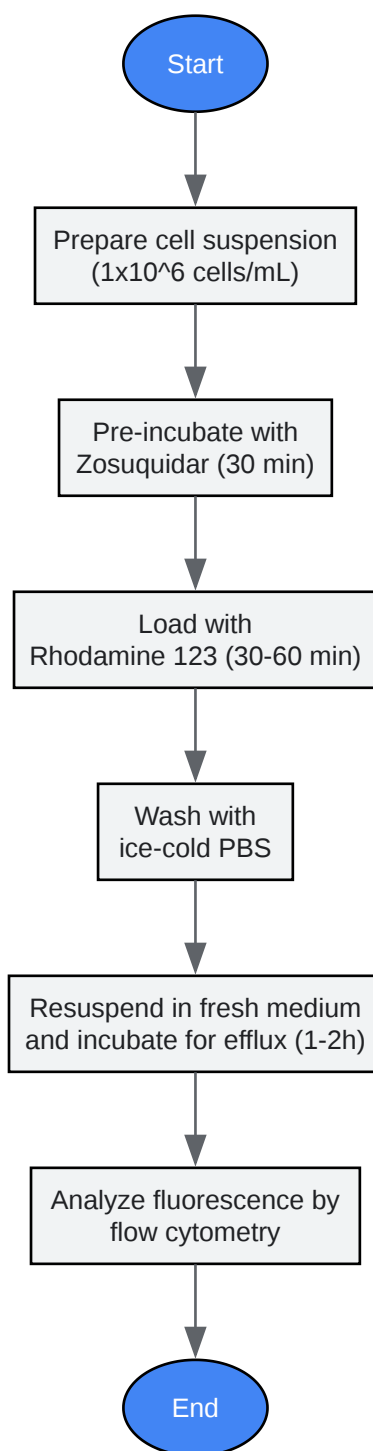 Start
Prepare cell suspension
(1x10^6 cells/mL)
Pre-incubate with
Zosuquidar (30 min)
Load with
Rhodamine 123 (30-60 min)
Wash with
ice-cold PBS
Resuspend in fresh medium
and incubate for efflux (1-2h)
Analyze fluorescence by
flow cytometry
End